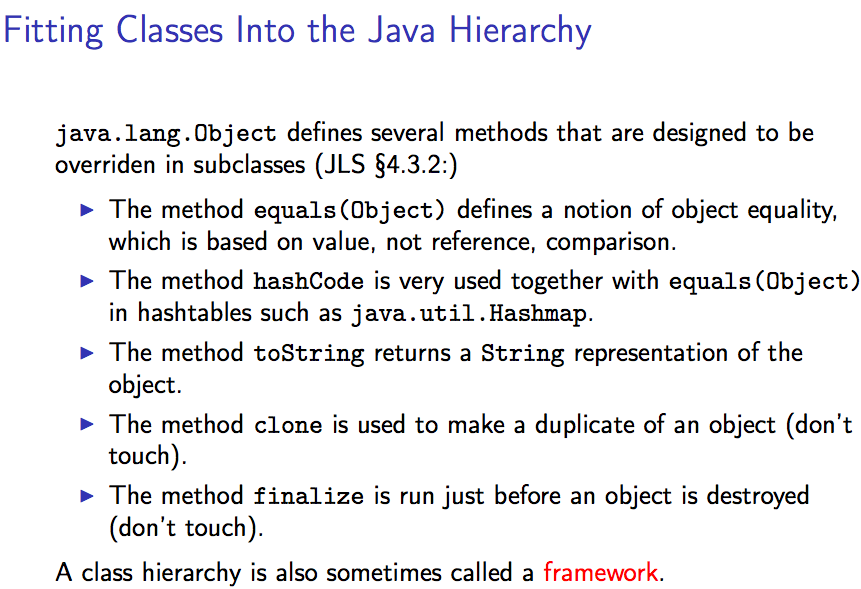 Fitting Classes Into the Java Hierarchy
java.lang.Object defines several methods that are designed to be
overriden in subclasses (JLS §4.3.2:)
▶ The method equals(Object) defines a notion of object equality,
which is based on value, not reference, comparison.
▶ The method hashCode is very used together with equals(Object)
in hashtables such as java.util.Hashmap.
▶ The method toString returns a String representation of the
object.
▶ The method clone is used to make a duplicate of an object (don't
touch).
▶ The method finalize is run just before an object is destroyed
(don't touch).
A class hierarchy is also sometimes called a framework.